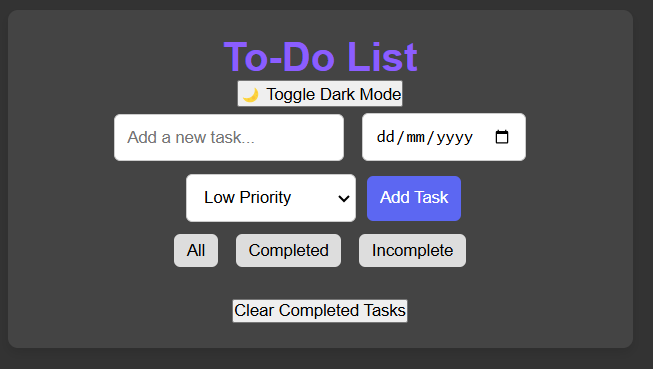 To-Do List
🌙 Toggle Dark Mode
Add a new task... dd/mm/yyyy
Low Priority Add Task
All Completed Incomplete
Clear Completed Tasks